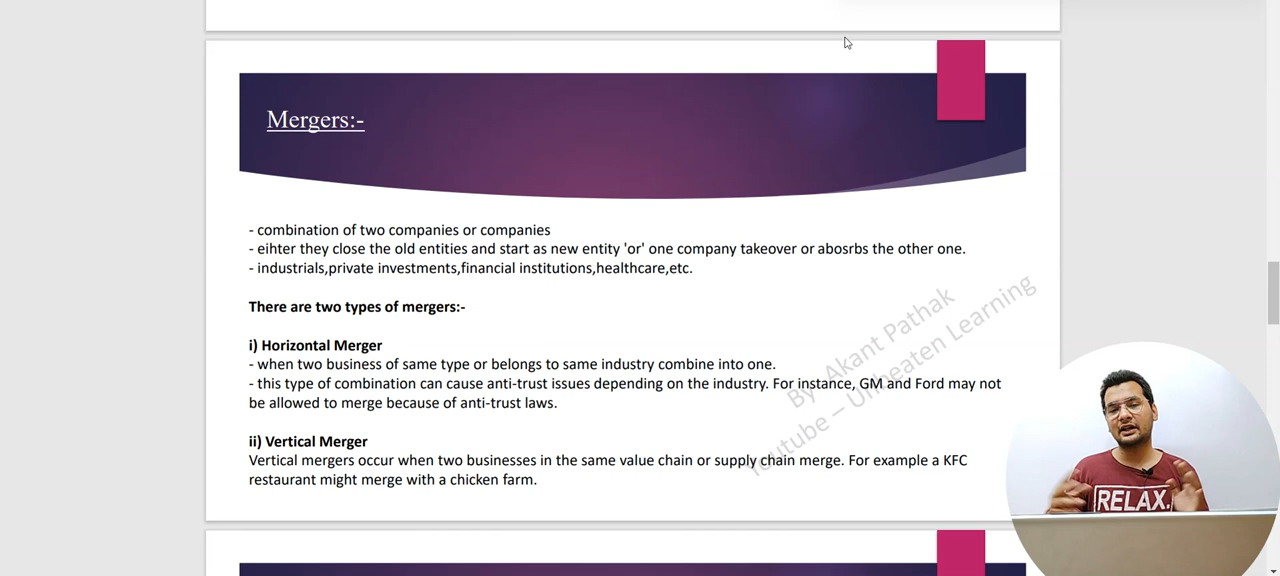 Mergers:-
- combination of two companies or companies
- eihter they close the old entities and start as new entity 'or' one company takeover or abosrbs the other one.
- industrials,private investments,financial institutions,healthcare,etc.
There are two types of mergers:-
i) Horizontal Merger
- when two business of same type or belongs to same industry combine into one.
- this type of combination can cause anti-trust issues depending on the industry. For instance, GM and Ford may not
be allowed to merge because of anti-trust laws.
ii) Vertical Merger
Vertical mergers occur when two businesses in the same value chain or supply chain merge. For example a KFC
restaurant might merge with a chicken farm.
By- Akant Pathak
Youtube – Unbeaten Learning
RELAX.